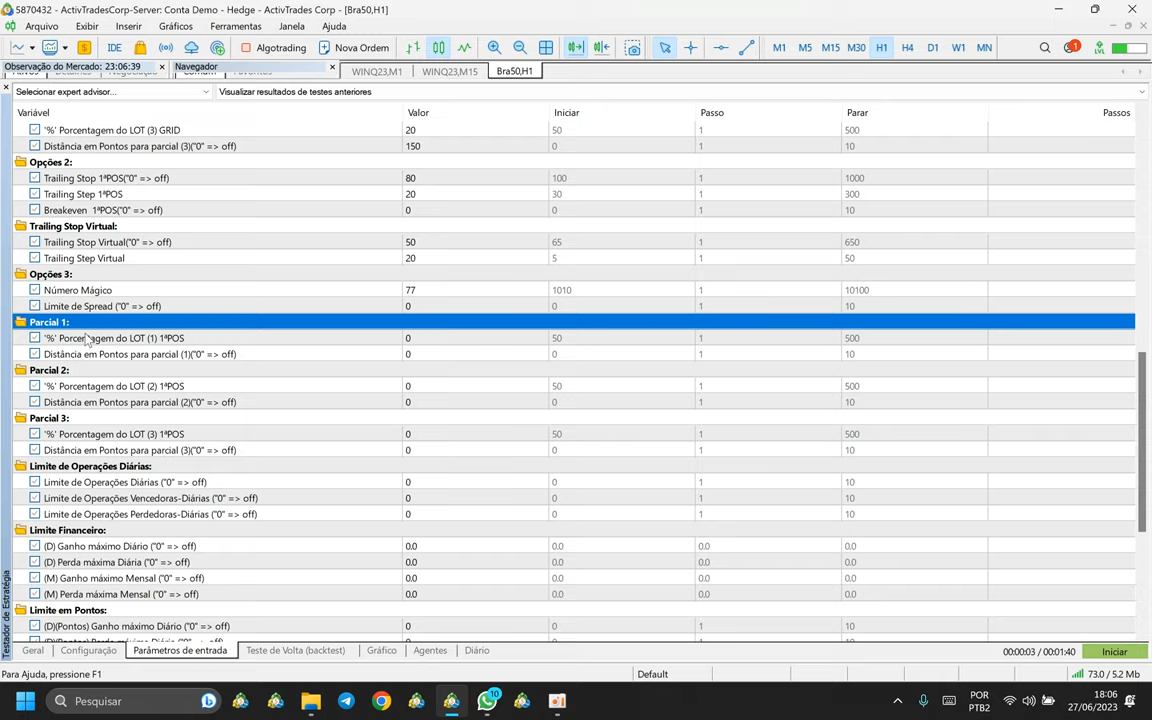 5870432 - ActivTradesCorp-Server: Conta Demo - Hedge - ActivTrades Corp - [Bra50,H1]
Arquivo Exibir Inserir Gráficos Ferramentas Janela Ajuda
IDE Algotrading Nova Ordem M1 M5 M15 M30 H1 H4 D1 W1 MN 1 LVL
Observação do Mercado: 23:06:39 Navegador
WINQ23,M1 WINQ23,M15 Bra50,H1
Selecionar expert advisor... Visualizar resultados de testes anteriores
Variável Valor Iniciar Passo Parar Passos
'%' Porcentagem do LOT (3) GRID 20 50 1 500
Distância em Pontos para parcial (3)("0" => off) 150 0 1 10
Opções 2:
Trailing Stop 1ªPOS("0" => off) 80 100 1 1000
Trailing Step 1ªPOS 20 30 1 300
Breakeven 1ªPOS("0" => off) 0 0 1 10
Trailing Stop Virtual:
Trailing Stop Virtual("0" => off) 50 65 1 650
Trailing Step Virtual 20 5 1 50
Opções 3:
Número Mágico 77 1010 1 10100
Limite de Spread ("0" => off) 0 0 1 10
Parcial 1:
'%' Porcentagem do LOT (1) 1ªPOS 0 50 1 500
Distância em Pontos para parcial (1)("0" => off) 0 0 1 10
Parcial 2:
'%' Porcentagem do LOT (2) 1ªPOS 0 50 1 500
Distância em Pontos para parcial (2)("0" => off) 0 0 1 10
Parcial 3:
'%' Porcentagem do LOT (3) 1ªPOS 0 50 1 500
Distância em Pontos para parcial (3)("0" => off) 0 0 1 10
Limite de Operações Diárias:
Limite de Operações Diárias ("0" => off) 0 0 1 10
Limite de Operações Vencedoras-Diárias ("0" => off) 0 0 1 10
Limite de Operações Perdedoras-Diárias ("0" => off) 0 0 1 10
Limite Financeiro:
(D) Ganho máximo Diário ("0" => off) 0.0 0.0 0.0 0.0
(D) Perda máxima Diária ("0" => off) 0.0 0.0 0.0 0.0
(M) Ganho máximo Mensal ("0" => off) 0.0 0.0 0.0 0.0
(M) Perda máxima Mensal ("0" => off) 0.0 0.0 0.0 0.0
Limite em Pontos:
(D)(Pontos) Ganho máximo Diário ("0" => off) 0 0 1 10
Testador de Estratégia
Geral Configuração Parâmetros de entrada Teste de Volta (backtest) Gráfico Agentes Diário 00:00:03 / 00:01:40 Iniciar
Para Ajuda, pressione F1 Default 73.0 / 5.2 Mb
Pesquisar 10 POR PTB2 18:06 27/06/2023